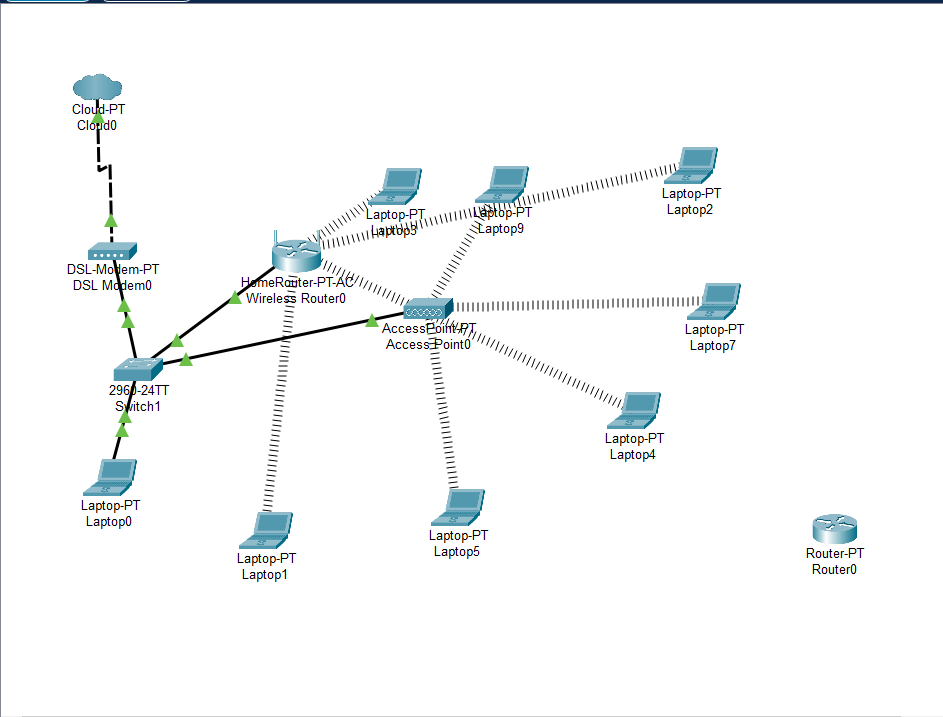 Cloud-PT
Cloud0
Laptop-PT
Laptop3
Laptop-PT
Laptop9
Laptop-PT
Laptop2
DSL-Modem-PT
DSL Modem0
HomeRouter-PT-AC
Wireless Router0
AccessPoint-PT
Access Point0
Laptop-PT
Laptop7
2960-24TT
Switch1
Laptop-PT
Laptop4
Laptop-PT
Laptop0
Laptop-PT
Laptop1
Laptop-PT
Laptop5
Router-PT
Router0